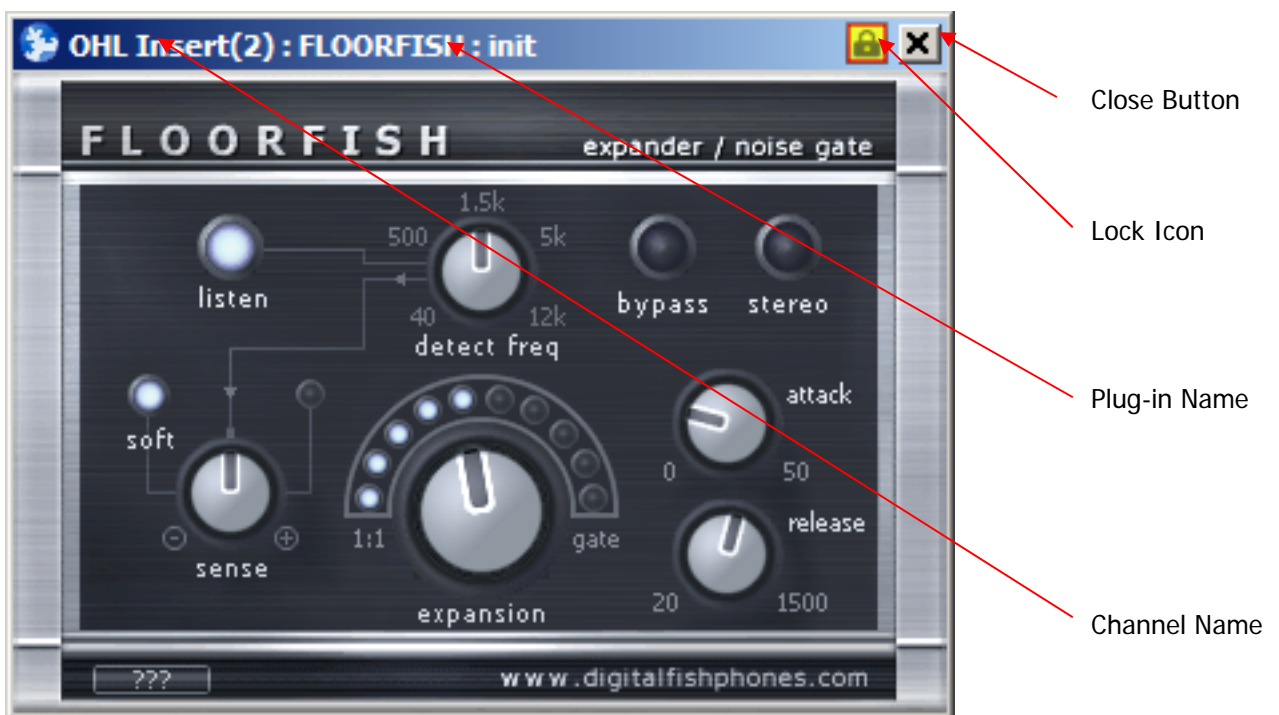 OHL Insert(2) : FLOORFISH : init
Close Button
FLOORFISH
expander / noise gate
1.5k
500
5k
Lock Icon
listen
bypass
stereo
40
12k
detect freq
attack
Plug-in Name
soft
0
50
release
1:1
gate
sense
20
1500
expansion
Channel Name
???
www.digitalfishphones.com